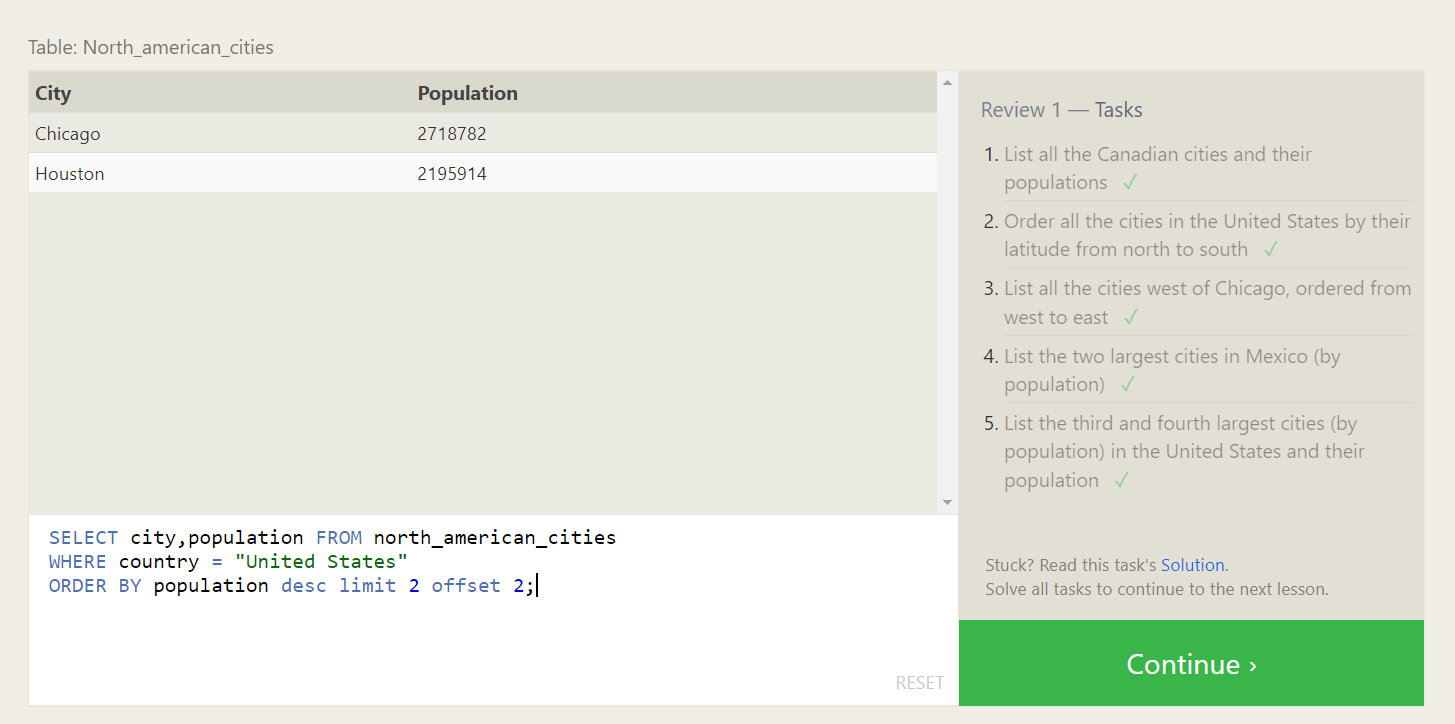 Table: North_american_cities
City Population
Chicago 2718782
Houston 2195914
SELECT city,population FROM north_american_cities
WHERE country = "United States"
ORDER BY population desc limit 2 offset 2;
RESET
Review 1 — Tasks
1. List all the Canadian cities and their
populations ✓
2. Order all the cities in the United States by their
latitude from north to south ✓
3. List all the cities west of Chicago, ordered from
west to east ✓
4. List the two largest cities in Mexico (by
population) ✓
5. List the third and fourth largest cities (by
population) in the United States and their
population ✓
Stuck? Read this task's Solution.
Solve all tasks to continue to the next lesson.
Continue ›